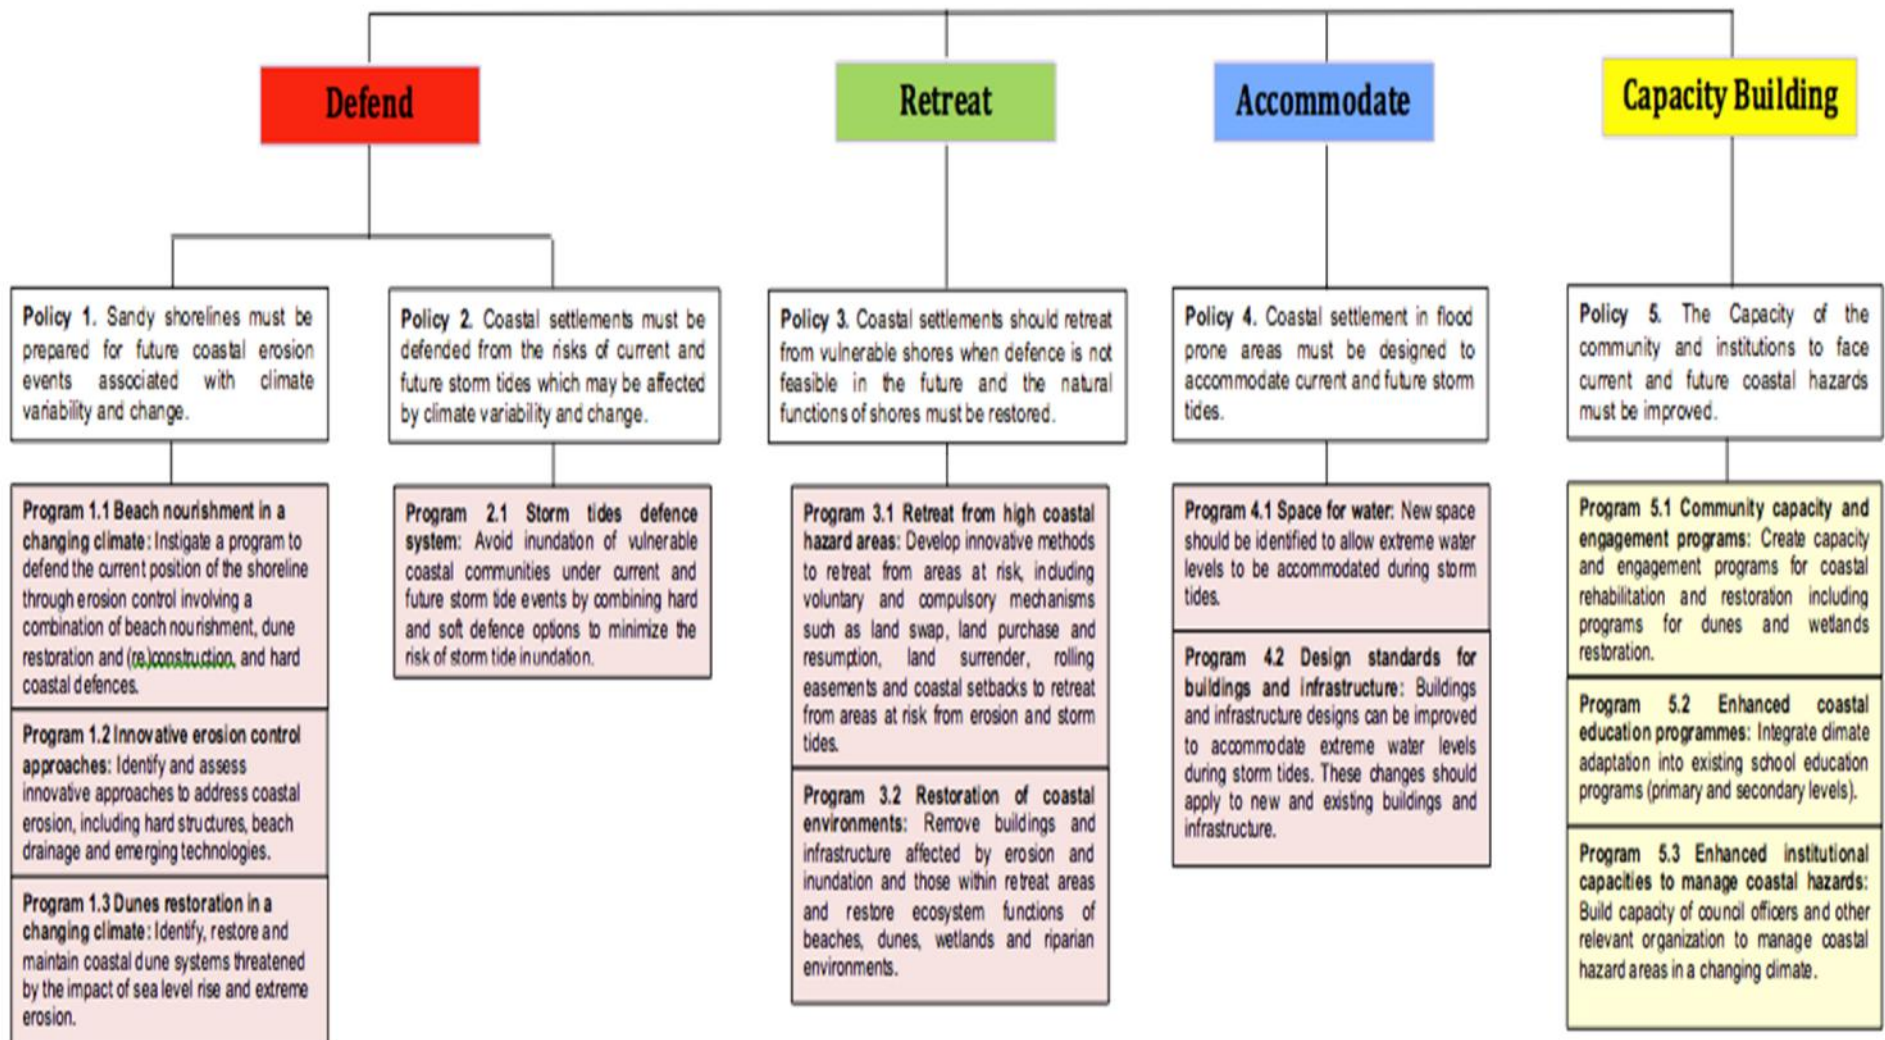 Defend
Retreat
Accommodate
Capacity Building
Policy 1. Sandy shorelines must be
prepared for future coastal erosion
events associated with climate
variability and change.
Policy 2. Coastal settlements must be
defended from the risks of current and
future storm tides which may be affected
by climate variability and change.
Policy 3. Coastal settlements should retreat
from vulnerable shores when defence is not
feasible in the future and the natural
functions of shores must be restored.
Policy 4. Coastal settlement in flood
prone areas must be designed to
accommodate current and future storm
tides.
Policy 5. The Capacity of the
community and institutions to face
current and future coastal hazards
must be improved.
Program 1.1 Beach nourishment in a
changing climate: Instigate a program to
defend the current position of the shoreline
through erosion control involving a
combination of beach nourishment, dune
restoration and (re)construction, and hard
coastal defences.
Program 1.2 Innovative erosion control
approaches: Identify and assess
innovative approaches to address coastal
erosion, including hard structures, beach
drainage and emerging technologies.
Program 1.3 Dunes restoration in a
changing climate: Identify, restore and
maintain coastal dune systems threatened
by the impact of sea level rise and extreme
erosion.
Program 2.1 Storm tides defence
system: Avoid inundation of vulnerable
coastal communities under current and
future storm tide events by combining hard
and soft defence options to minimize the
risk of storm tide inundation.
Program 3.1 Retreat from high coastal
hazard areas: Develop innovative methods
to retreat from areas at risk, including
voluntary and compulsory mechanisms
such as land swap, land purchase and
resumption, land surrender, rolling
easements and coastal setbacks to retreat
from areas at risk from erosion and storm
tides.
Program 3.2 Restoration of coastal
environments: Remove buildings and
infrastructure affected by erosion and
inundation and those within retreat areas
and restore ecosystem functions of
beaches, dunes, wetlands and riparian
environments.
Program 4.1 Space for water: New space
should be identified to allow extreme water
levels to be accommodated during storm
tides.
Program 4.2 Design standards for
buildings and infrastructure: Buildings
and infrastructure designs can be improved
to accommodate extreme water levels
during storm tides. These changes should
apply to new and existing buildings and
infrastructure.
Program 5.1 Community capacity and
engagement programs: Create capacity
and engagement programs for coastal
rehabilitation and restoration including
programs for dunes and wetlands
restoration.
Program 5.2 Enhanced coastal
education programmes: Integrate climate
adaptation into existing school education
programs (primary and secondary levels).
Program 5.3 Enhanced institutional
capacities to manage coastal hazards:
Build capacity of council officers and other
relevant organization to manage coastal
hazard areas in a changing climate.